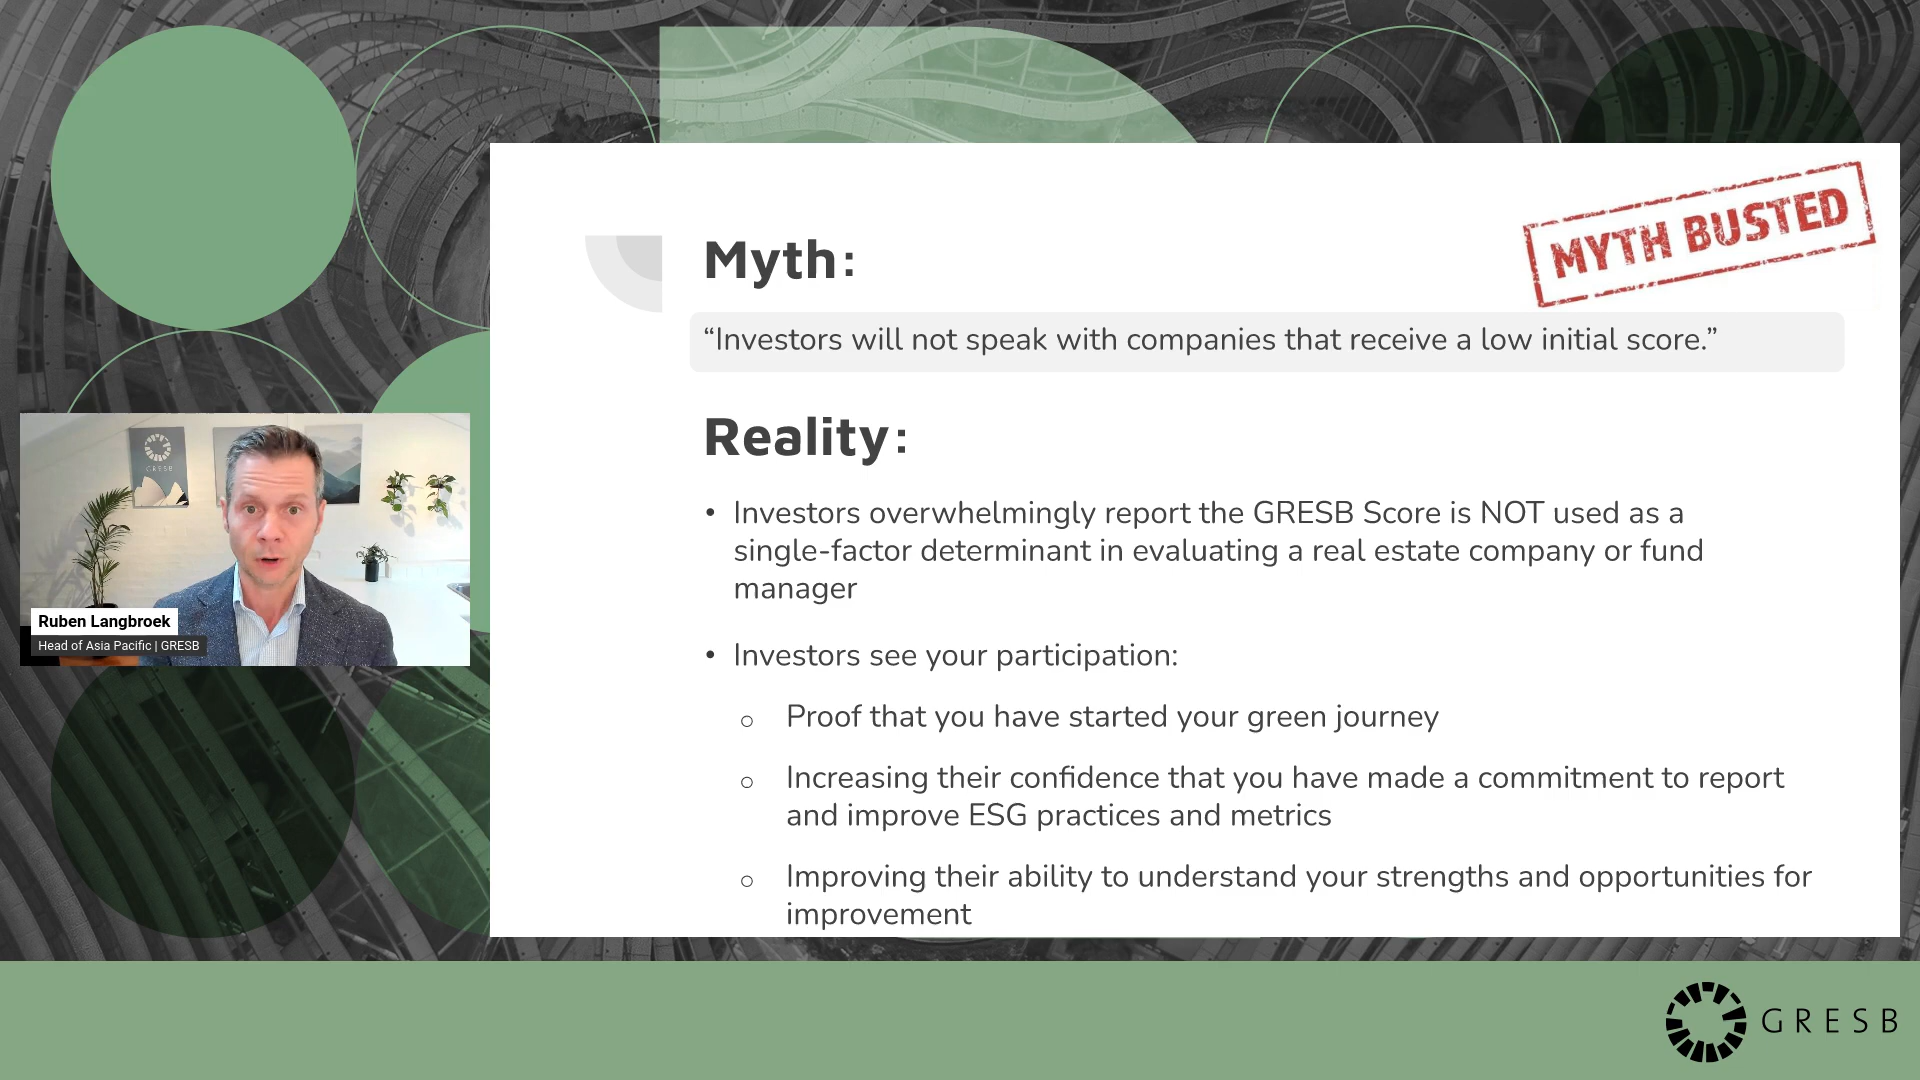 MYTH BUSTED
Myth:
“Investors will not speak with companies that receive a low initial score.”
Reality:
• Investors overwhelmingly report the GRESB Score is NOT used as a
single-factor determinant in evaluating a real estate company or fund
manager
• Investors see your participation:
o Proof that you have started your green journey
o Increasing their confidence that you have made a commitment to report
and improve ESG practices and metrics
o Improving their ability to understand your strengths and opportunities for
improvement
GRESB
Ruben Langbroek
Head of Asia Pacific | GRESB
GRESB